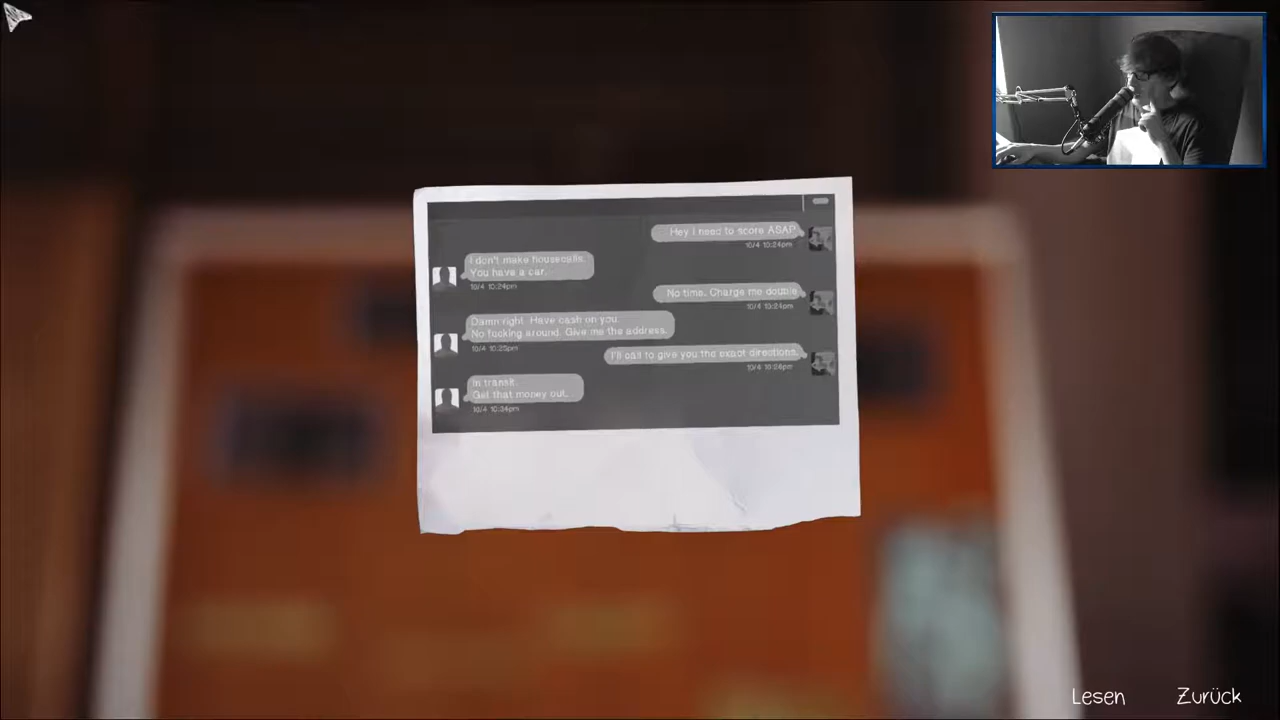 Hey I need to score ASAP
10/4 10:24pm
I don't make housecalls.
You have a car.
10/4 10:24pm
No time. Charge me double
10/4 10:24pm
Damn right. Have cash on you.
No fucking around. Give me the address.
10/4 10:25pm
I'll call to give you the exact directions.
10/4 10:26pm
In transit.
Get that money out.
10/4 10:34pm
Lesen
Zurück